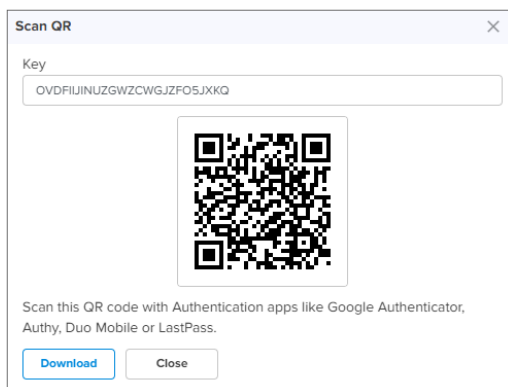 Scan QR
Key
OVDFIIJINUZGWZCWGJZFO5JXKQ
Scan this QR code with Authentication apps like Google Authenticator,
Authy, Duo Mobile or LastPass.
Download
Close